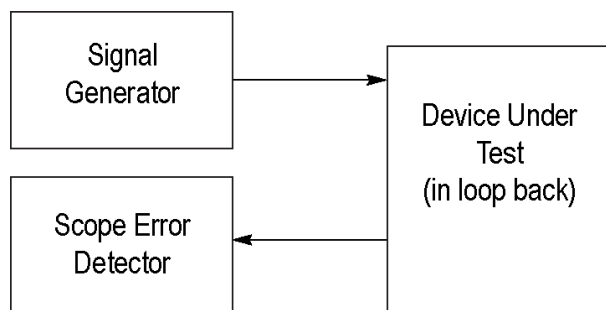 Signal
Generator
Device Under
Test
(in loop back)
Scope Error
Detector